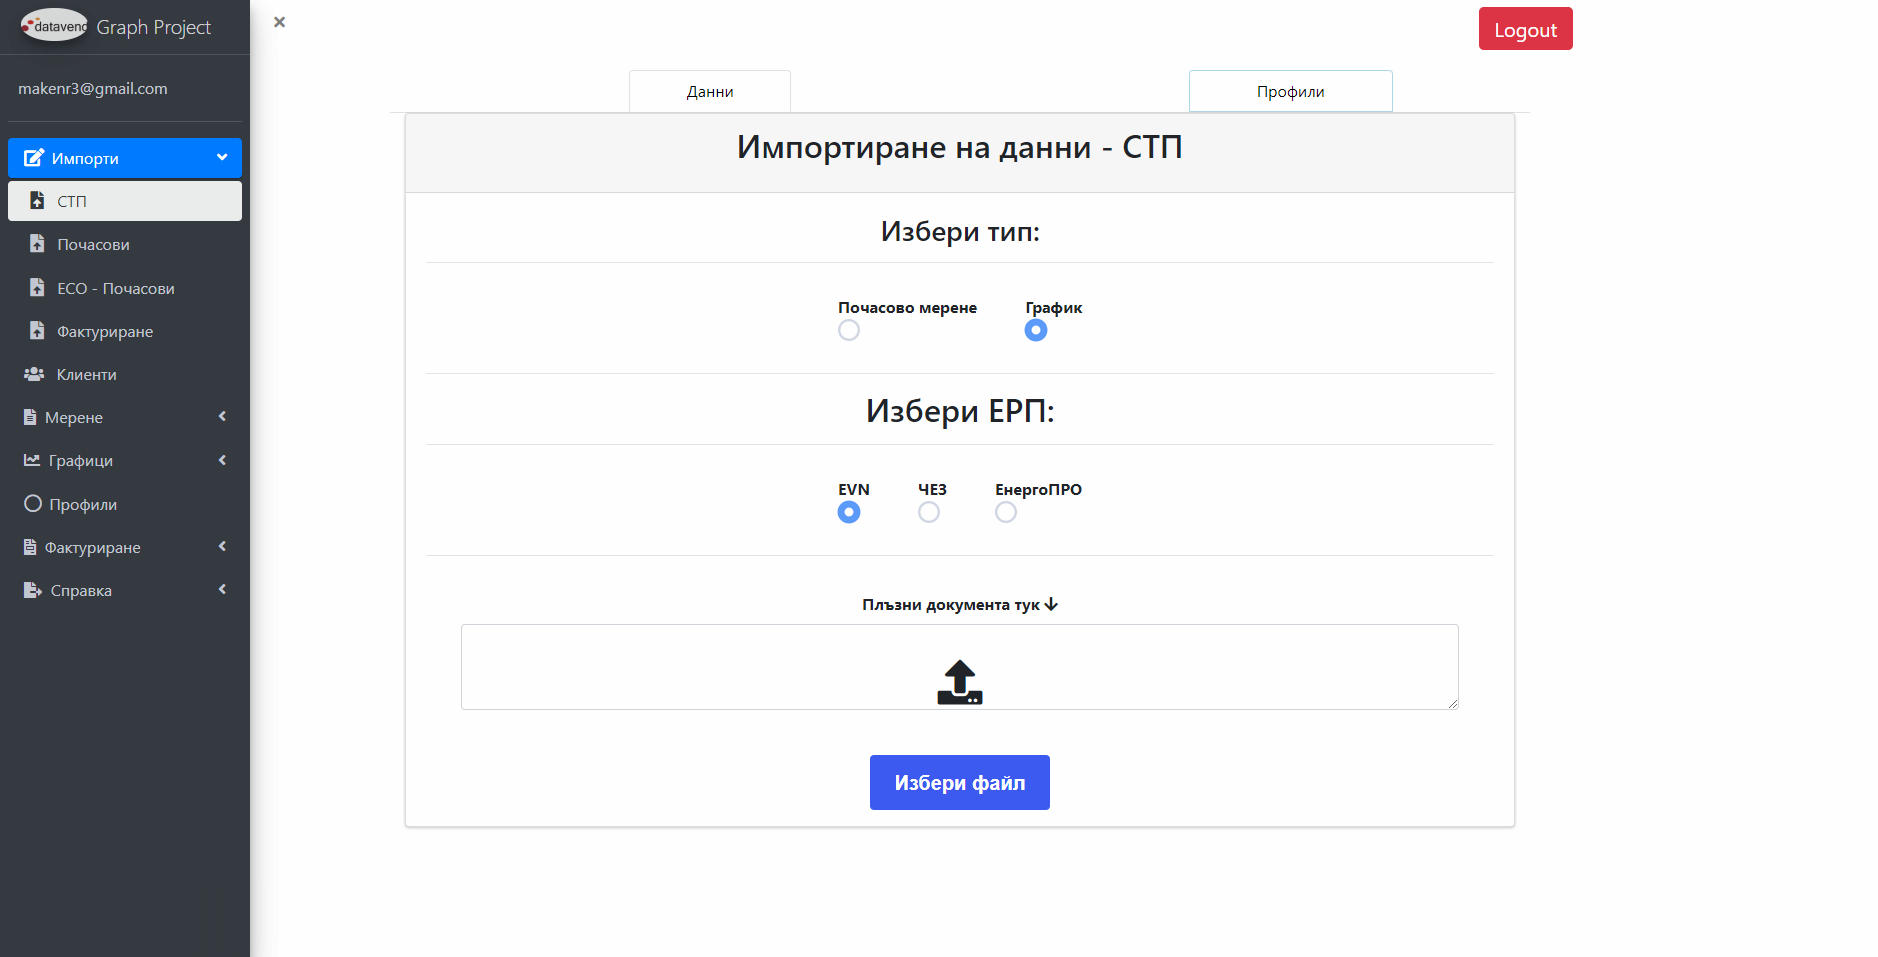 datavend
Graph Project
makenr3@gmail.com
Импорти
СТП
Почасови
ECO - Почасови
Фактуриране
Клиенти
Мерене
Графици
Профили
Фактуриране
Справка
Logout
Данни
Профили
Импортиране на данни - СТП
Избери тип:
Почасово мерене График
Избери ЕРП:
EVN ЧЕЗ ЕнергоПРО
Плъзни документа тук
Избери файл